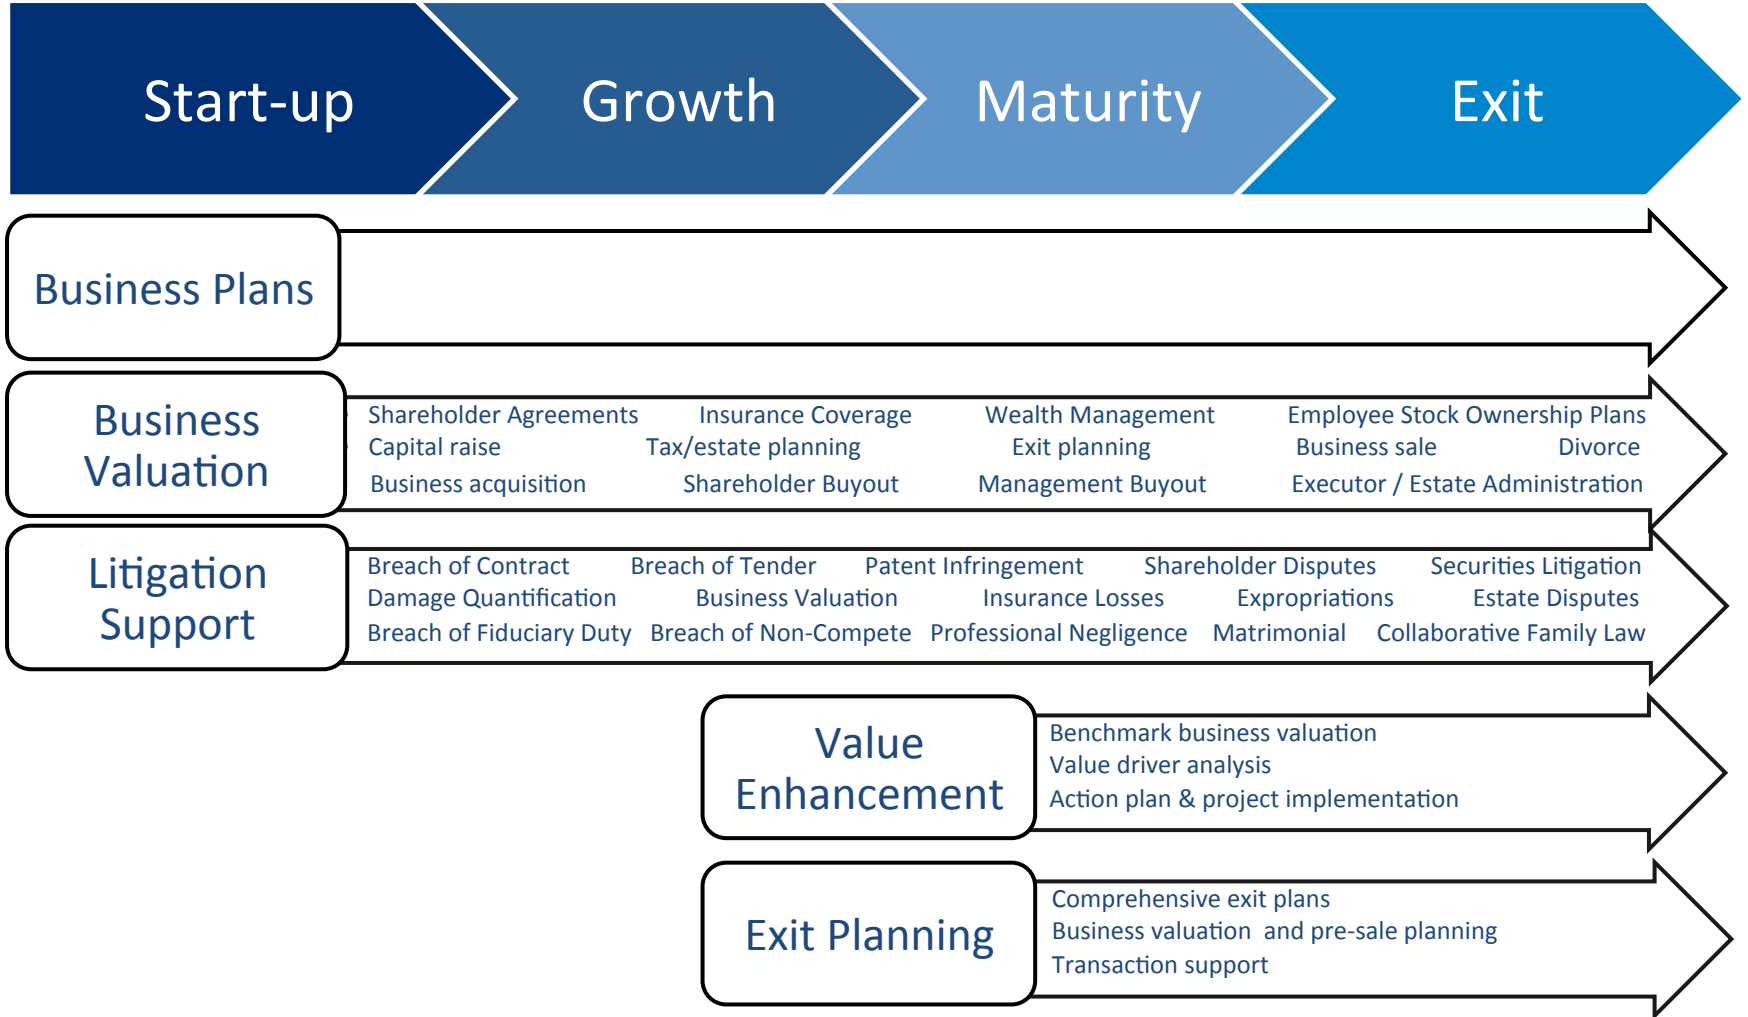 Start-up Growth Maturity Exit
Business Plans
Business
Valuation
Shareholder Agreements Insurance Coverage Wealth Management Employee Stock Ownership Plans
Capital raise Tax/estate planning Exit planning Business sale Divorce
Business acquisition Shareholder Buyout Management Buyout Executor / Estate Administration
Litigation
Support
Breach of Contract Breach of Tender Patent Infringement Shareholder Disputes Securities Litigation
Damage Quantification Business Valuation Insurance Losses Expropriations Estate Disputes
Breach of Fiduciary Duty Breach of Non-Compete Professional Negligence Matrimonial Collaborative Family Law
Value
Enhancement
Benchmark business valuation
Value driver analysis
Action plan & project implementation
Exit Planning
Comprehensive exit plans
Business valuation and pre-sale planning
Transaction support